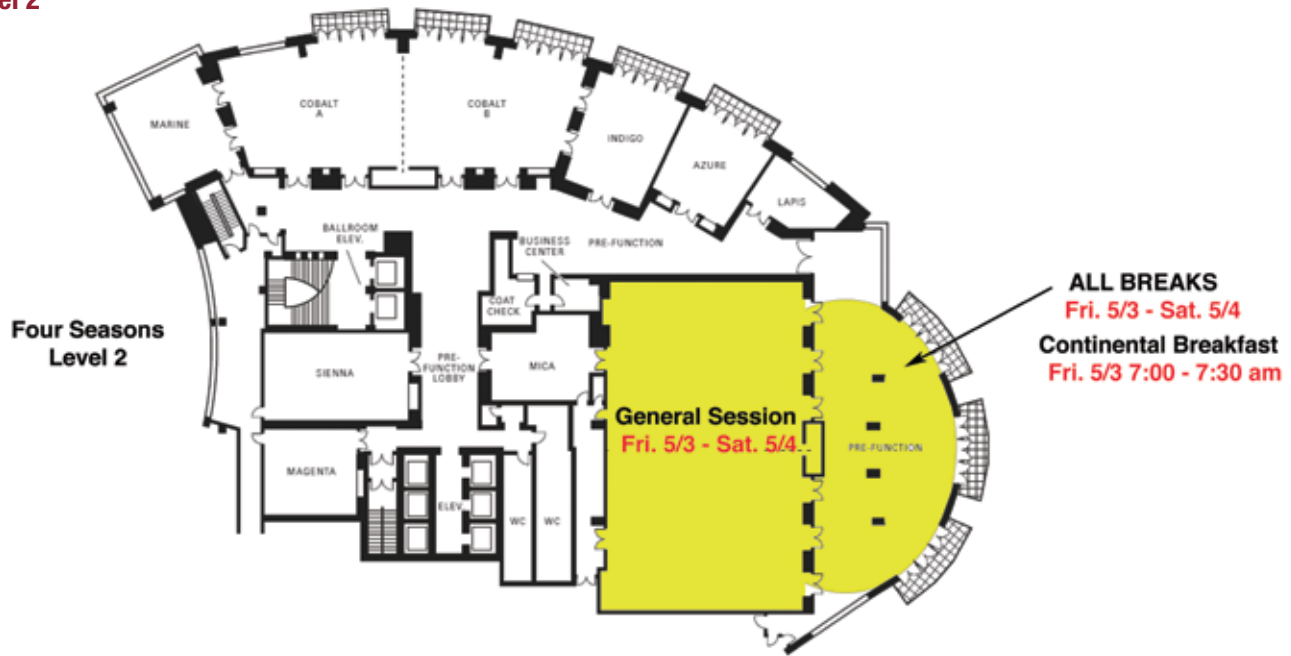 el 2
COBALT
A
COBALT
B
MARINE
INDIGO
AZURE
LAPIS
BALLROOM
ELEV.
BUSINESS
CENTER
PRE-FUNCTION
COAT
CHECK
ALL BREAKS
Fri. 5/3 - Sat. 5/4
Continental Breakfast
Fri. 5/3 7:00 - 7:30 am
Four Seasons
Level 2
SIENNA
PRE-
FUNCTION
LOBBY
MICA
General Session
Fri. 5/3 - Sat. 5/4
PRE-FUNCTION
MAGENTA
ELEV.
WC
WC